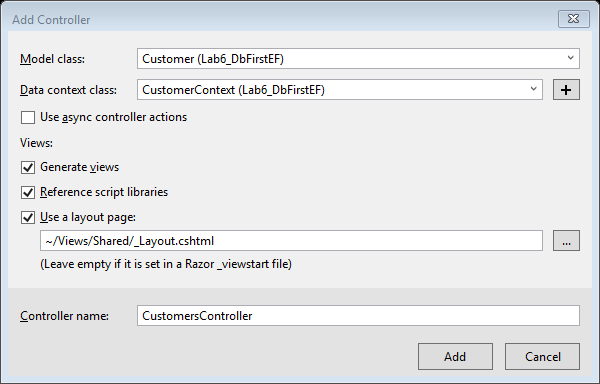 Add Controller
Model class: Customer (Lab6_DbFirstEF)
Data context class: CustomerContext (Lab6_DbFirstEF) +
Use async controller actions
Views:
Generate views
Reference script libraries
Use a layout page:
~/Views/Shared/_Layout.cshtml ...
(Leave empty if it is set in a Razor _viewstart file)
Controller name: CustomersController
Add Cancel